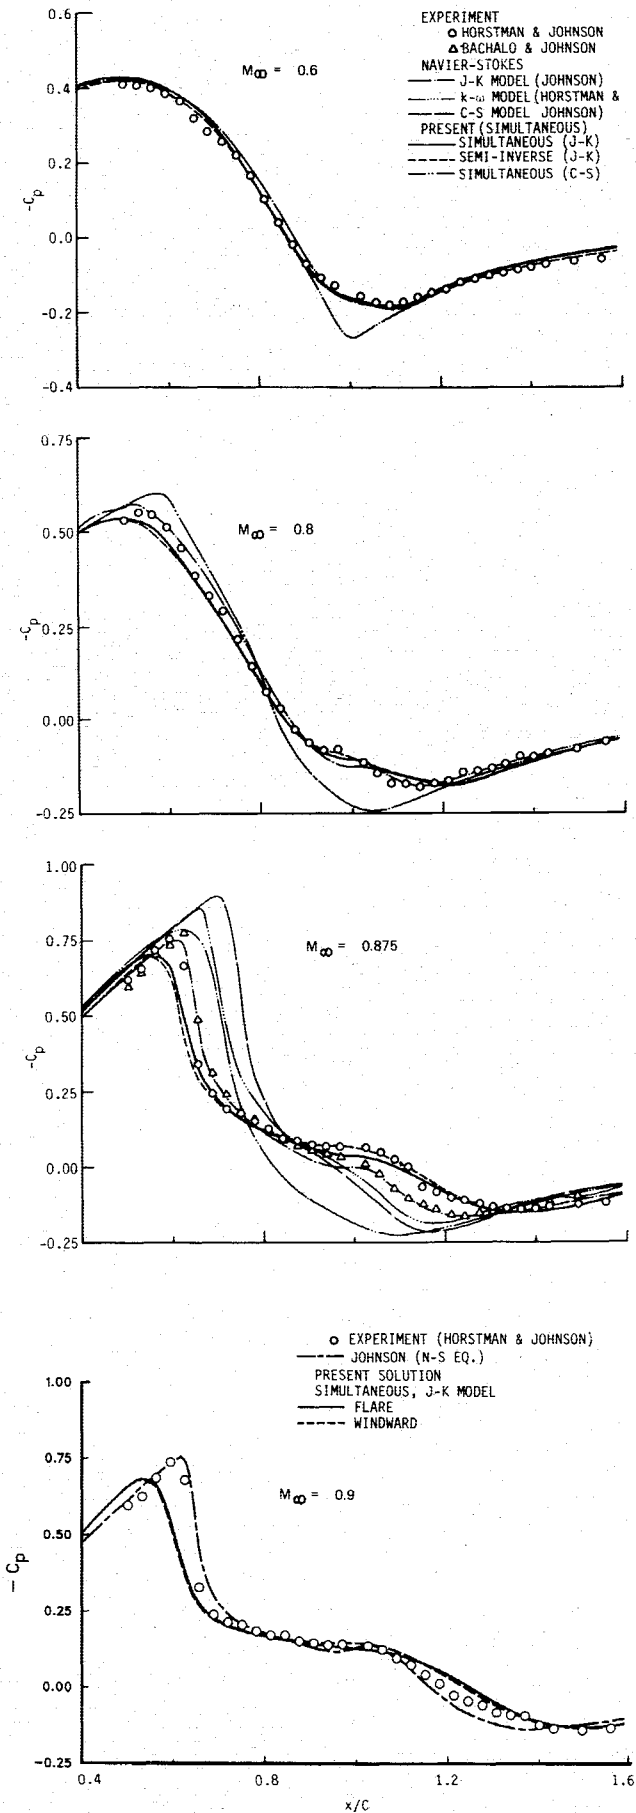 0.6
EXPERIMENT
HORSTMAN & JOHNSON
BACHALO & JOHNSON
NAVIER-STOKES
J-K MODEL (JOHNSON)
k-ω MODEL (HORSTMAN &
C-S MODEL JOHNSON)
PRESENT (SIMULTANEOUS)
SIMULTANEOUS (J-K)
SEMI-INVERSE (J-K)
SIMULTANEOUS (C-S)
M∞ = 0.6
0.4
0.2
-Cp
0.0
-0.2
-0.4
0.75
M∞ = 0.8
0.50
0.25
-Cp
0.00
-0.25
1.00
M∞ = 0.875
0.75
0.50
-Cp
0.25
0.00
-0.25
EXPERIMENT (HORSTMAN & JOHNSON)
JOHNSON (N-S EQ.)
PRESENT SOLUTION
SIMULTANEOUS, J-K MODEL
FLARE
WINDWARD
1.00
0.75
M∞ = 0.9
0.50
- Cp
0.25
0.00
-0.25
0.4 0.8 1.2 1.6
x/C